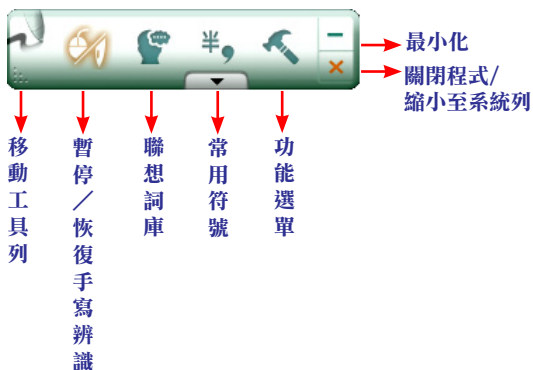 半，
最小化
關閉程式/
縮小至系統列
移動工具列
暫停／恢復手寫辨識
聯想詞庫
常用符號
功能選單